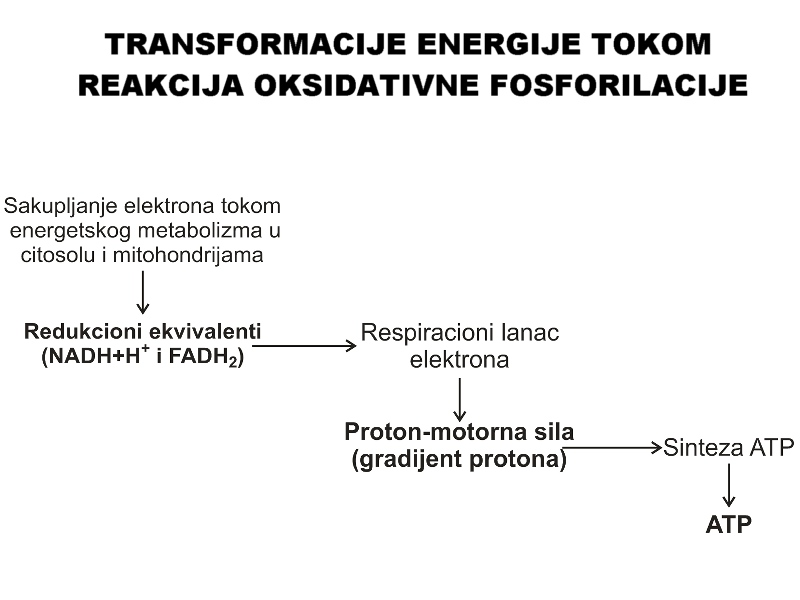 TRANSFORMACIJE ENERGIJE TOKOM
REAKCIJA OKSIDATIVNE FOSFORILACIJE
Sakupljanje elektrona tokom
energetskog metabolizma u
citosolu i mitohondrijama
Redukcioni ekvivalenti
(NADH+H⁺ i FADH₂)
Respiracioni lanac
elektrona
Proton-motorna sila
(gradijent protona)
Sinteza ATP
ATP